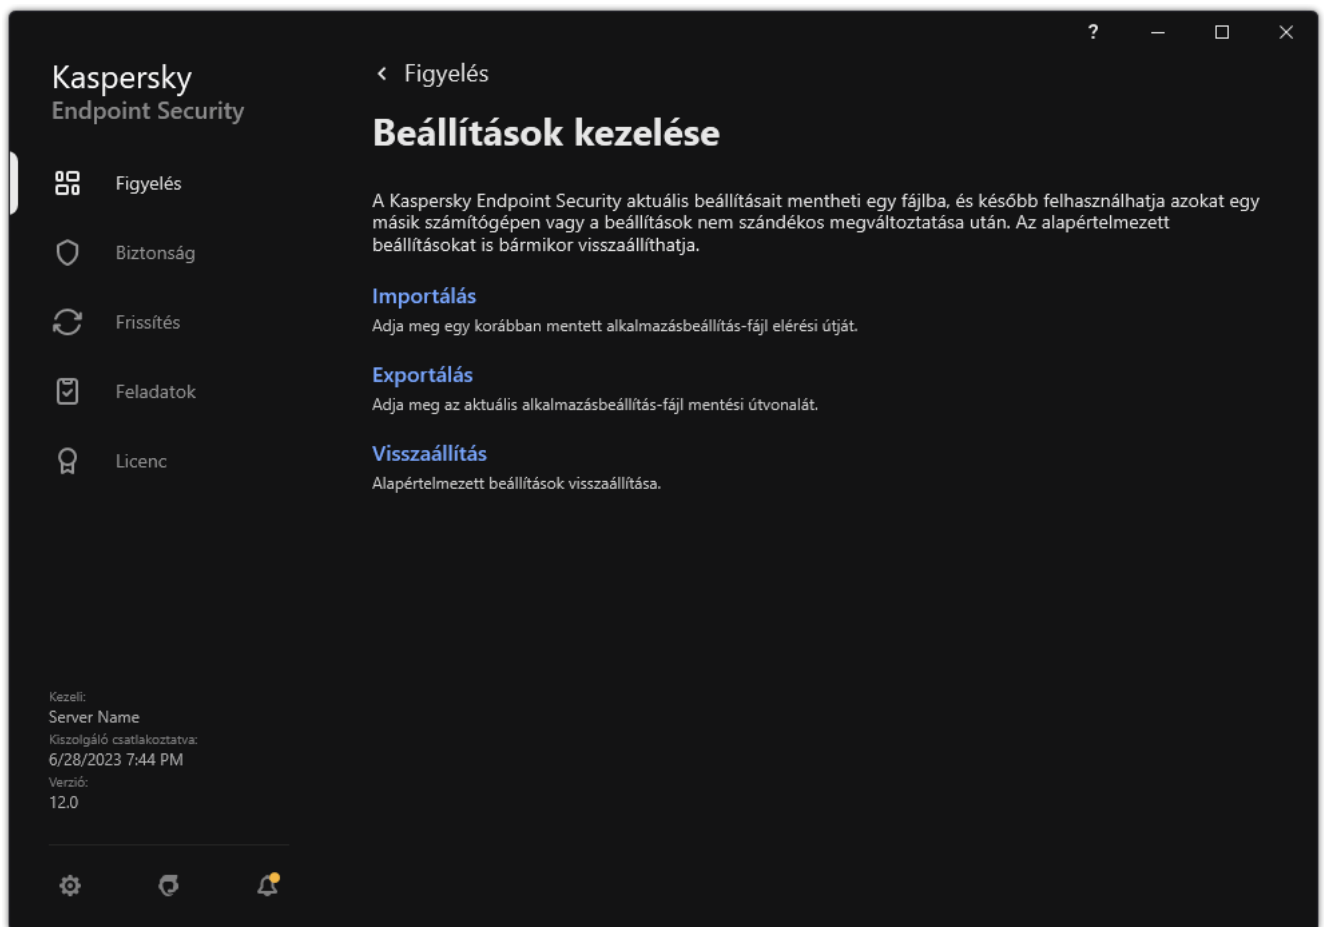 ?
Kaspersky
Endpoint Security
Figyelés
Biztonság
Frissítés
Feladatok
Licenc
Kezeli:
Server Name
Kiszolgáló csatlakoztatva:
6/28/2023 7:44 PM
Verzió:
12.0
Figyelés
Beállítások kezelése
A Kaspersky Endpoint Security aktuális beállításait mentheti egy fájlba, és később felhasználhatja azokat egy
másik számítógépen vagy a beállítások nem szándékos megváltoztatása után. Az alapértelmezett
beállításokat is bármikor visszaállíthatja.
Importálás
Adja meg egy korábban mentett alkalmazásbeállítás-fájl elérési útját.
Exportálás
Adja meg az aktuális alkalmazásbeállítás-fájl mentési útvonalát.
Visszaállítás
Alapértelmezett beállítások visszaállítása.